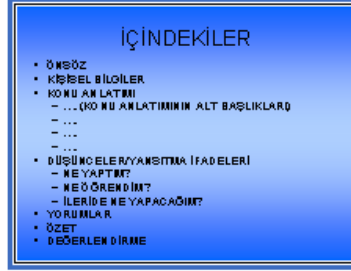 İÇİNDEKİLER
• ÖNSÖZ
• KİŞİSEL BİLGİLER
• KONU ANLATIMI
– ...(KONU ANLATIMININ ALT BAŞLIKLARI)
– ...
– ...
– ...
• DÜŞÜNCELER/YANSITMA İFADELERİ
– NE YAPTIM?
– NE ÖĞRENDİM?
– İLERİDE NE YAPACAĞIM?
• YORUMLAR
• ÖZET
• DEĞERLENDİRME